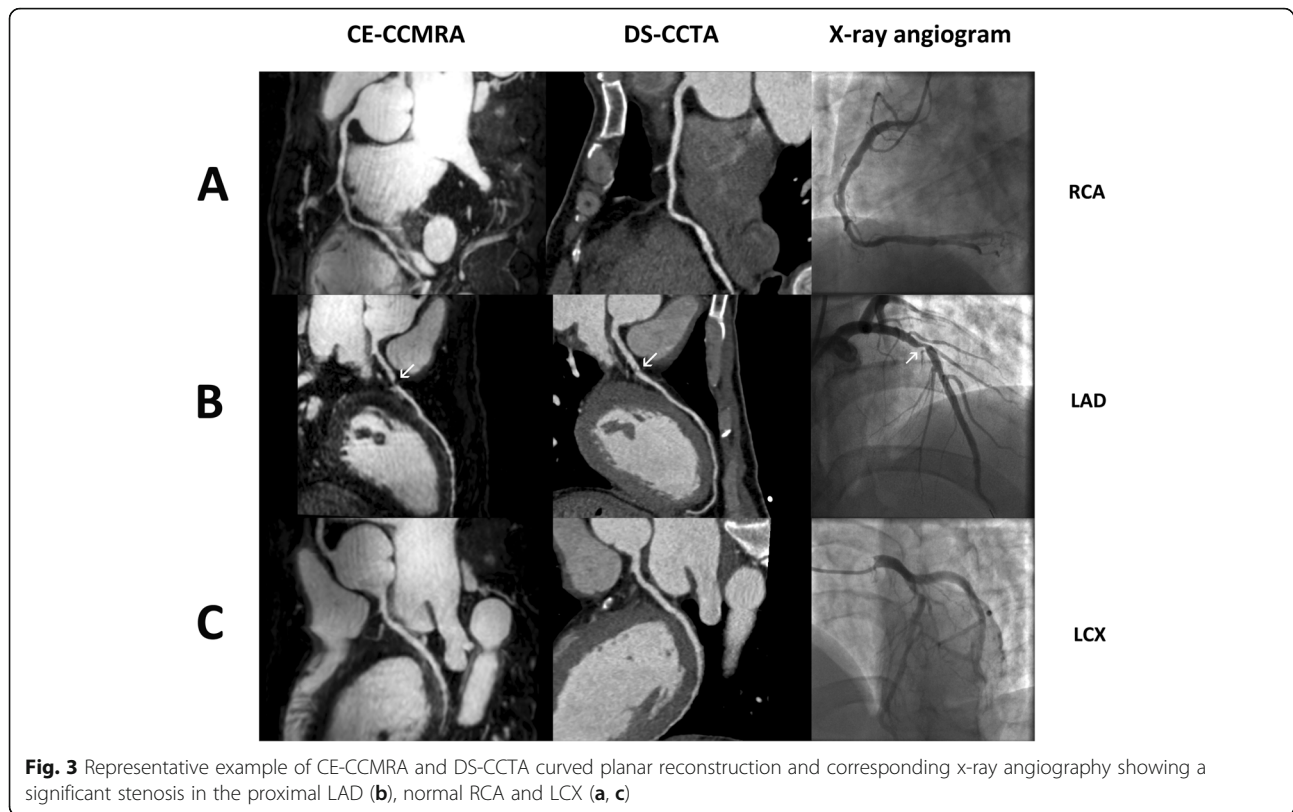 CE-CCMRA DS-CCTA X-ray angiogram
A RCA
B LAD
C LCX
Fig. 3 Representative example of CE-CCMRA and DS-CCTA curved planar reconstruction and corresponding x-ray angiography showing a
significant stenosis in the proximal LAD (b), normal RCA and LCX (a, c)